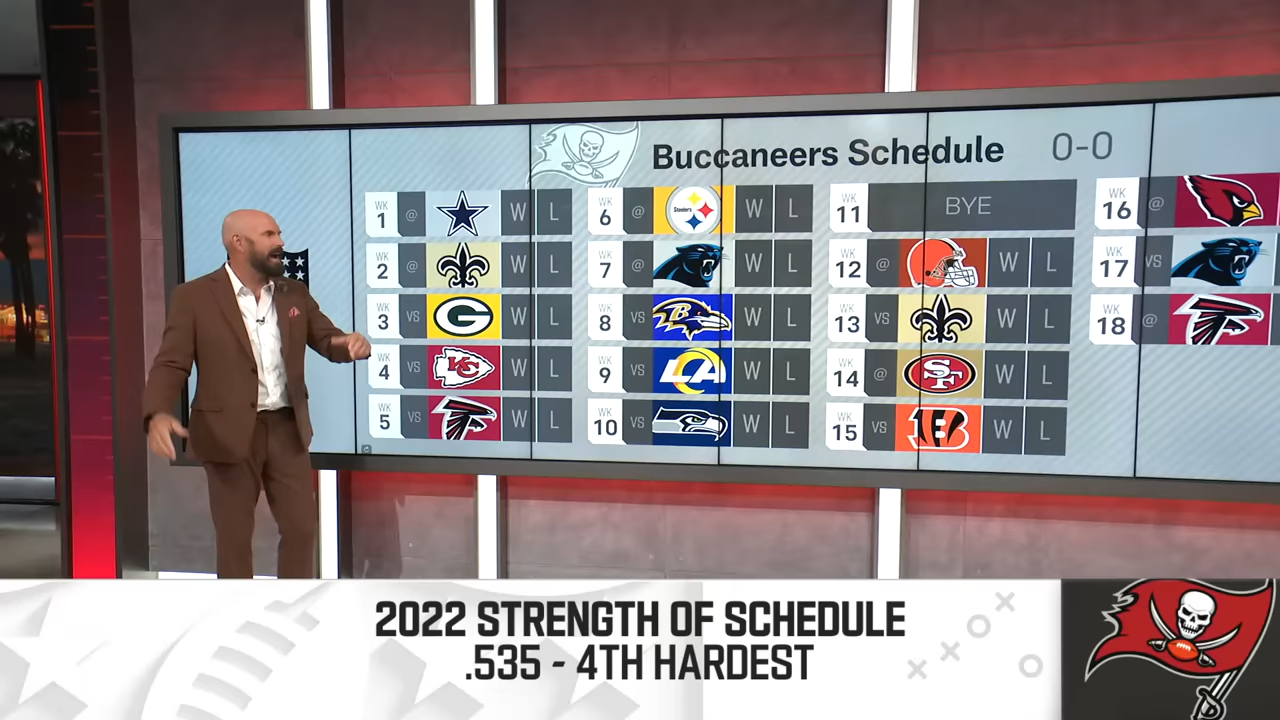 Buccaneers Schedule 0-0
WK 1 @ W L
WK 2 @ W L
WK 3 VS G W L
WK 4 VS KC W L
WK 5 VS W L
WK 6 @ Steelers W L
WK 7 @ W L
WK 8 VS W L
WK 9 VS LA W L
WK 10 VS W L
WK 11 BYE
WK 12 @ W L
WK 13 VS W L
WK 14 @ SF W L
WK 15 VS B W L
WK 16 @
WK 17 VS
WK 18 @
2022 STRENGTH OF SCHEDULE
.535 - 4TH HARDEST